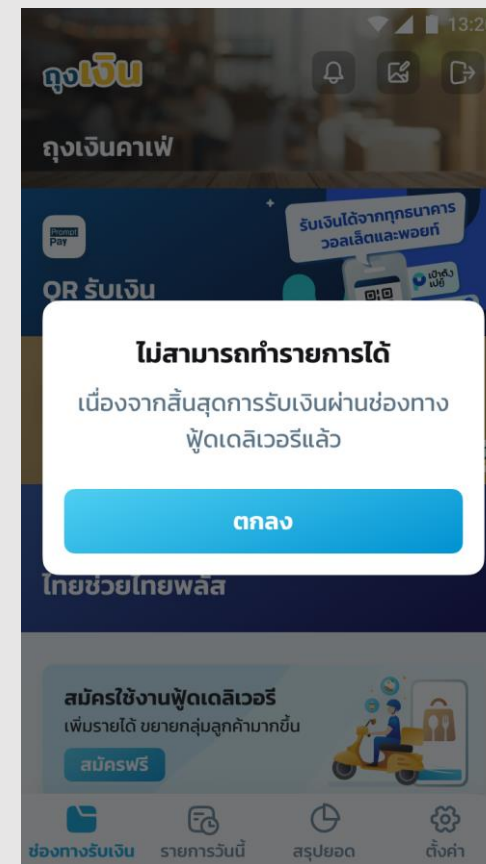 13:2
ถุงเงิน
ถุงเงินคาเฟ่
Prompt
Pay
รับเงินได้จากทุกธนาคาร
วอลเล็ตและพอยท์
เป๋าตัง
เปย์
QR รับเงิน
ไม่สามารถทำรายการได้
เนื่องจากสิ้นสุดการรับเงินผ่านช่องทาง
ฟู้ดเดลิเวอรีแล้ว
ตกลง
ไทยช่วยไทยพลัส
สมัครใช้งานฟู้ดเดลิเวอรี
เพิ่มรายได้ ขยายกลุ่มลูกค้ามากขึ้น
สมัครฟรี
ช่องทางรับเงิน รายการวันนี้ สรุปยอด ตั้งค่า